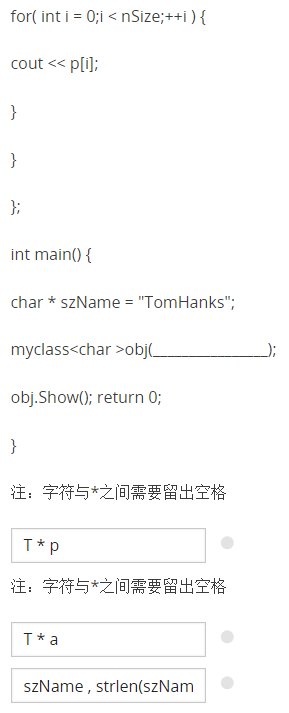 for( int i = 0;i < nSize;++i ) {
cout << p[i];
}
}
};
int main() {
char * szName = "TomHanks";
myclass<char >obj(________________);
obj.Show(); return 0;
}
注：字符与*之间需要留出空格
T * p
注：字符与*之间需要留出空格
T * a
szName , strlen(szNam